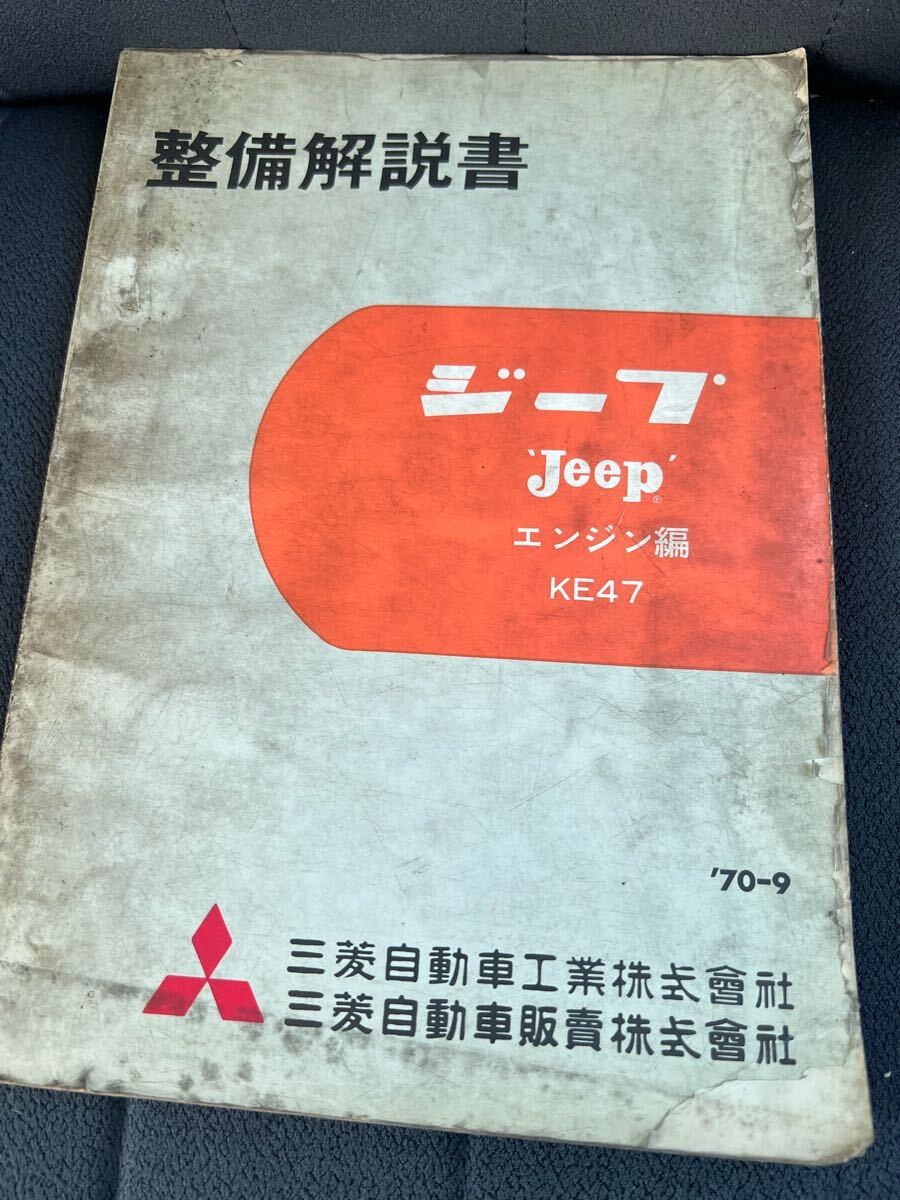 整備解説書
ジープ
'Jeep'®
エンジン編
KE47
'70-9
三菱自動車工業株式會社
三菱自動車販賣株式會社